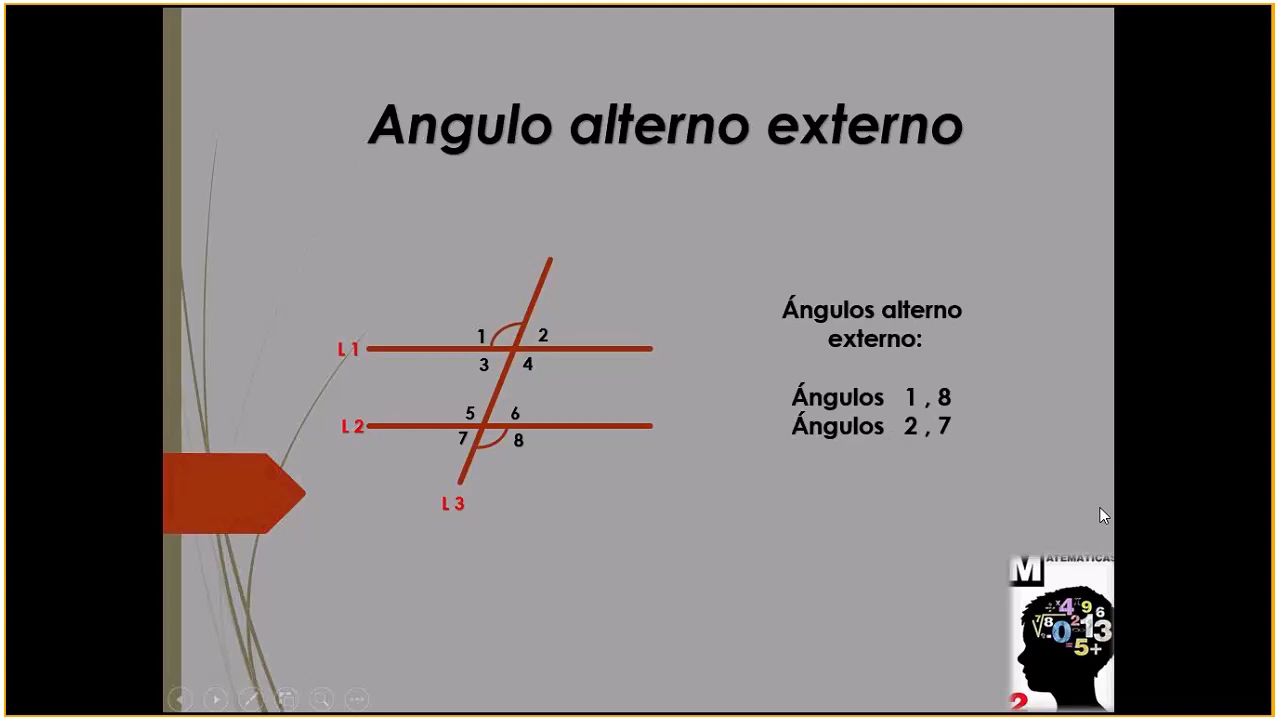 Angulo alterno externo
1 2
L 1
3 4
5 6
L 2
7 8
L 3
Ángulos alterno
externo:
Ángulos 1 , 8
Ángulos 2 , 7
MATEMATICAS
2